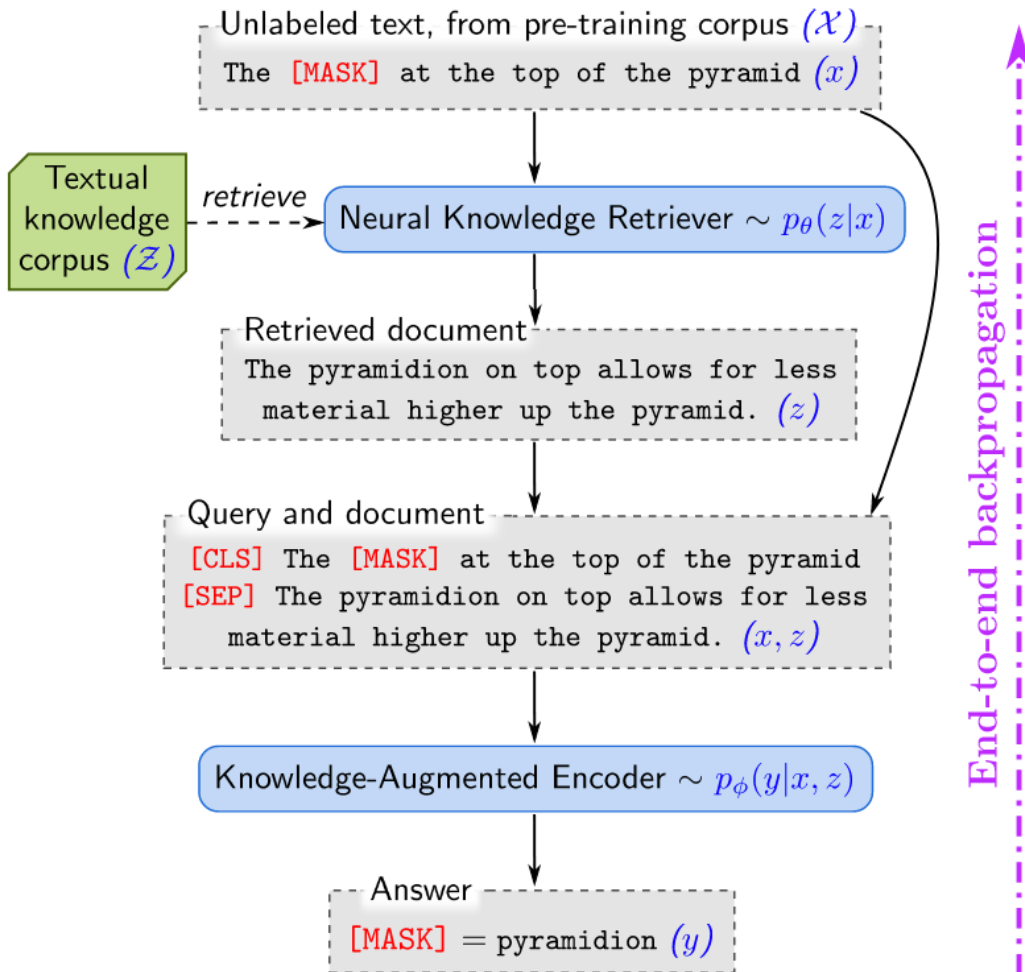 Unlabeled text, from pre-training corpus (𝒳)
The [MASK] at the top of the pyramid (x)
Textual
knowledge
corpus (𝒵)
retrieve
Neural Knowledge Retriever ∼ p_θ(z|x)
Retrieved document
The pyramidion on top allows for less
material higher up the pyramid. (z)
Query and document
[CLS] The [MASK] at the top of the pyramid
[SEP] The pyramidion on top allows for less
material higher up the pyramid. (x, z)
Knowledge-Augmented Encoder ∼ p_ϕ(y|x, z)
Answer
[MASK] = pyramidion (y)
End-to-end backpropagation